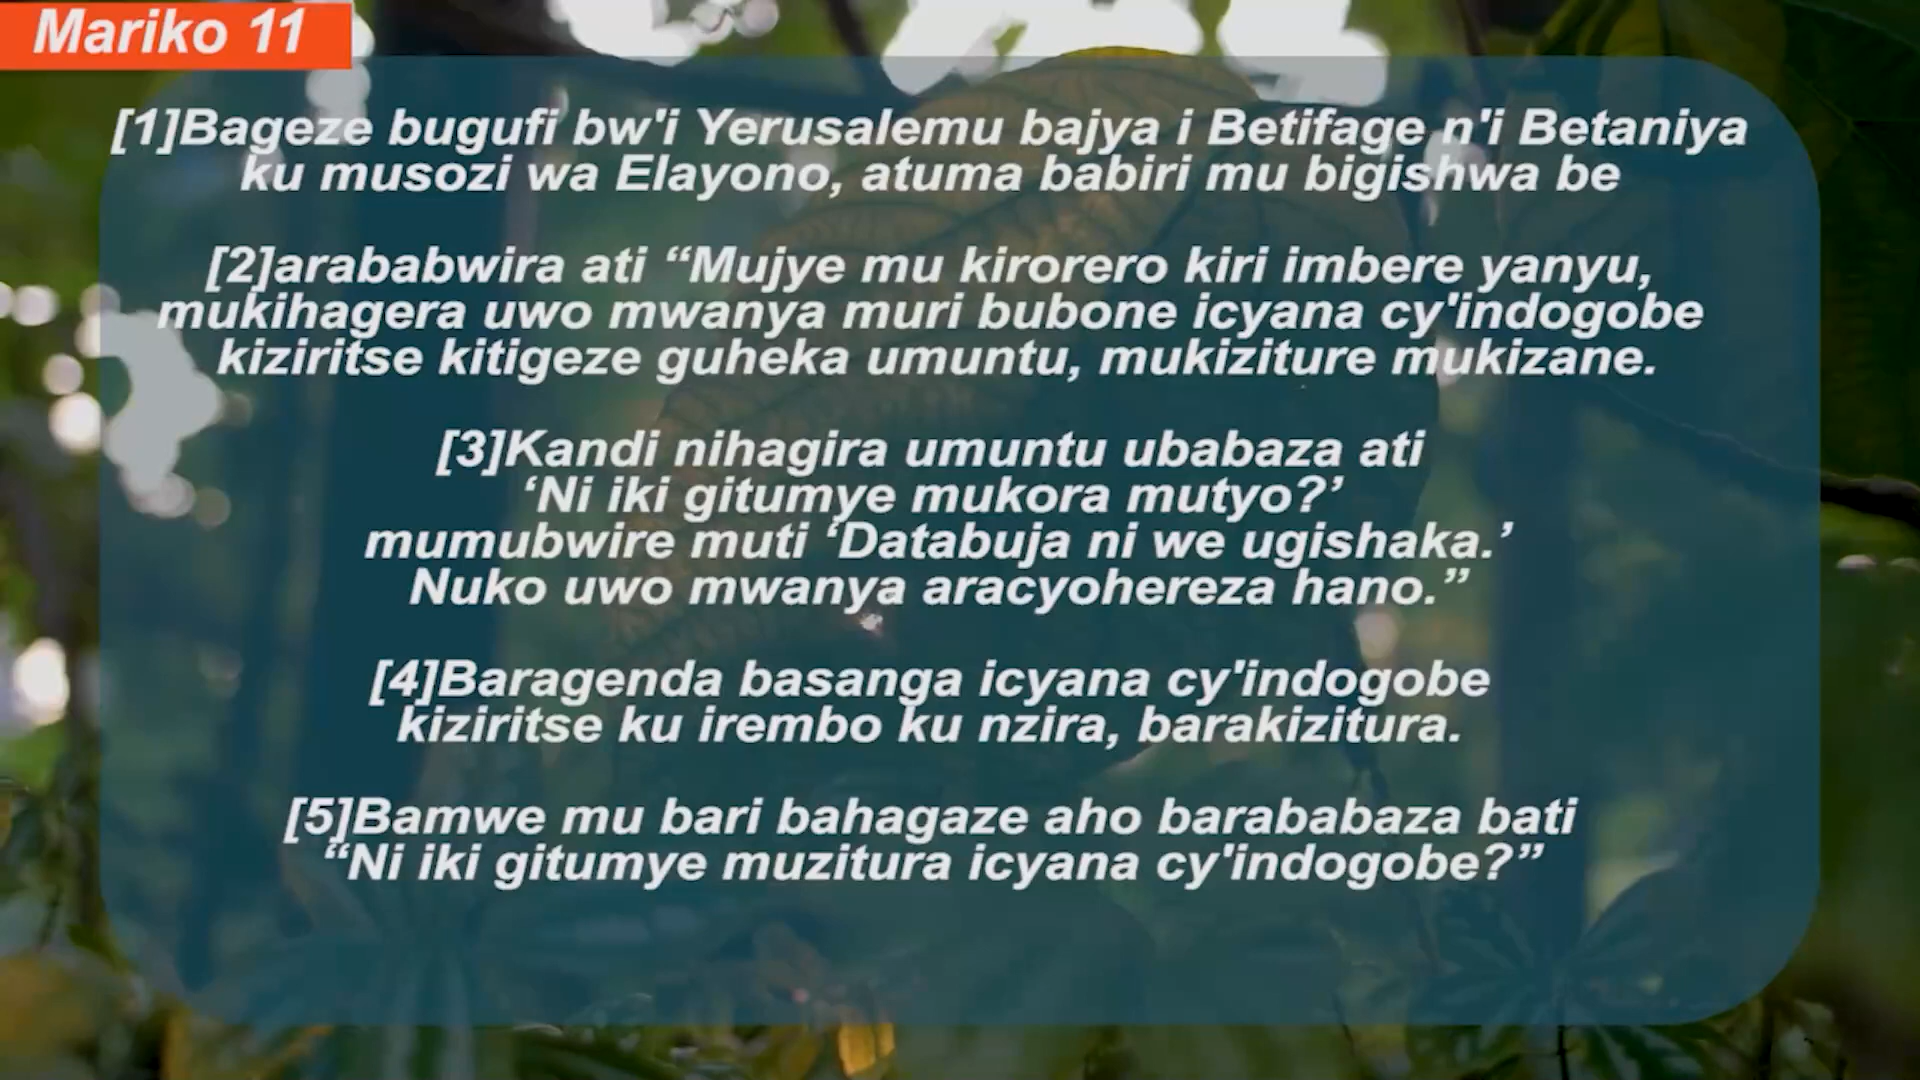 Mariko 11
[1]Bageze bugufi bw'i Yerusalemu bajya i Betifage n'i Betaniya
ku musozi wa Elayono, atuma babiri mu bigishwa be
[2]arababwira ati “Mujye mu kirorero kiri imbere yanyu,
mukihagera uwo mwanya muri bubone icyana cy'indogobe
kiziritse kitigeze guheka umuntu, mukiziture mukizane.
[3]Kandi nihagira umuntu ubabaza ati
‘Ni iki gitumye mukora mutyo?’
mumubwire muti ‘Databuja ni we ugishaka.’
Nuko uwo mwanya aracyohereza hano.”
[4]Baragenda basanga icyana cy'indogobe
kiziritse ku irembo ku nzira, barakizitura.
[5]Bamwe mu bari bahagaze aho barababaza bati
“Ni iki gitumye muzitura icyana cy'indogobe?”